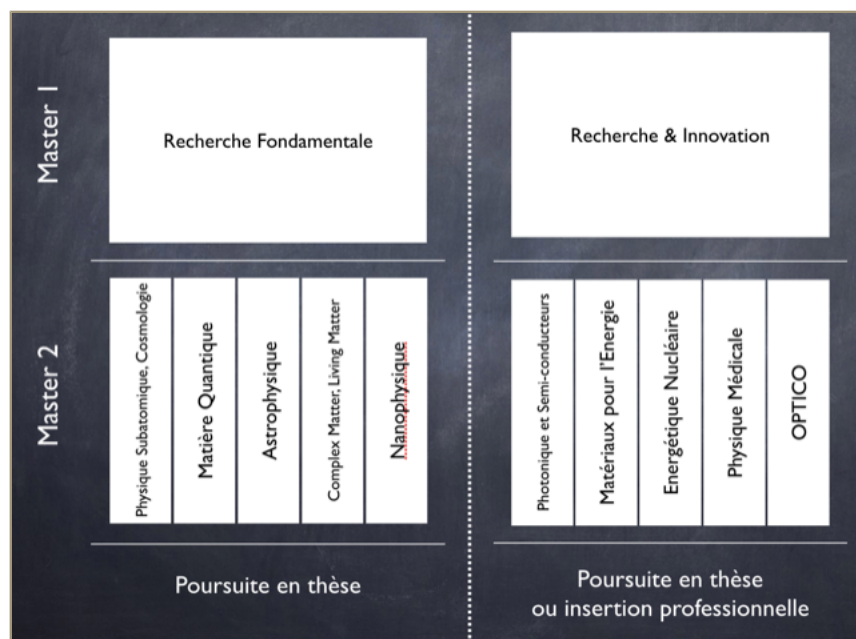 Master 1
Recherche Fondamentale
Recherche & Innovation
Master 2
Physique Subatomique, Cosmologie
Matière Quantique
Astrophysique
Complex Matter, Living Matter
Nanophysique
Photonique et Semi-conducteurs
Matériaux pour l'Energie
Energétique Nucléaire
Physique Médicale
OPTICO
Poursuite en thèse
Poursuite en thèse
ou insertion professionnelle